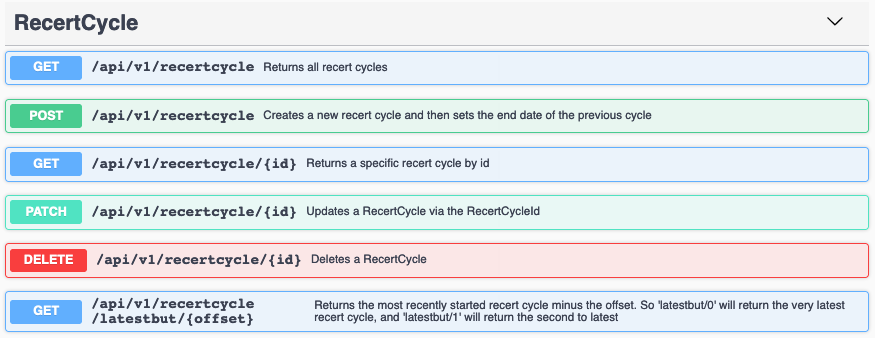 RecertCycle
GET /api/v1/recertcycle Returns all recert cycles
POST /api/v1/recertcycle Creates a new recert cycle and then sets the end date of the previous cycle
GET /api/v1/recertcycle/{id} Returns a specific recert cycle by id
PATCH /api/v1/recertcycle/{id} Updates a RecertCycle via the RecertCycleId
DELETE /api/v1/recertcycle/{id} Deletes a RecertCycle
GET /api/v1/recertcycle
/latestbut/{offset}
Returns the most recently started recert cycle minus the offset. So 'latestbut/0' will return the very latest
recert cycle, and 'latestbut/1' will return the second to latest